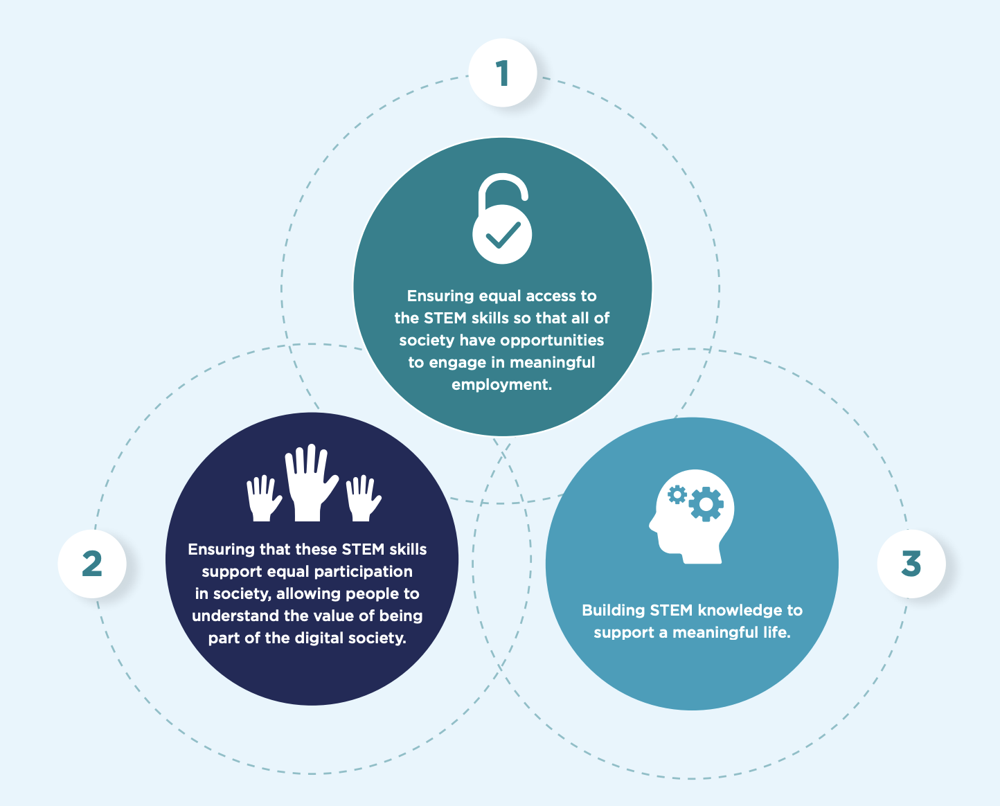 1
Ensuring equal access to
the STEM skills so that all of
society have opportunities
to engage in meaningful
employment.
2
Ensuring that these STEM skills
support equal participation
in society, allowing people to
understand the value of being
part of the digital society.
3
Building STEM knowledge to
support a meaningful life.